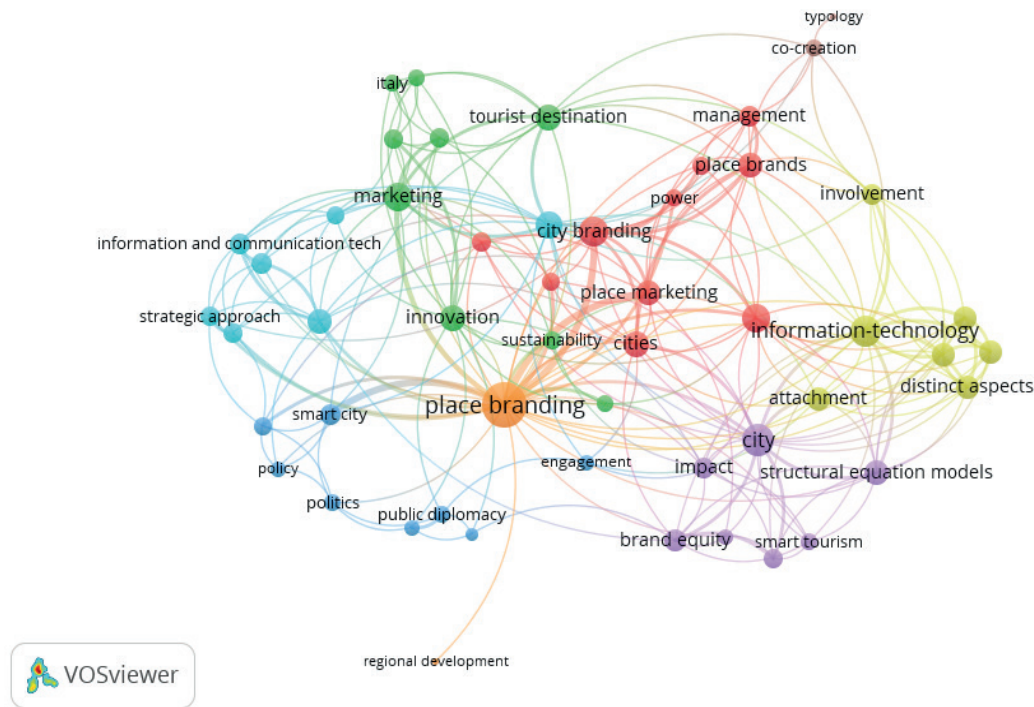 typology
co-creation
italy
tourist destination
management
place brands
involvement
marketing
power
city branding
information and communication tech
place marketing
strategic approach
innovation
information-technology
sustainability
cities
distinct aspects
attachment
place branding
smart city
city
engagement
impact
structural equation models
policy
politics
public diplomacy
brand equity
smart tourism
regional development
VOSviewer